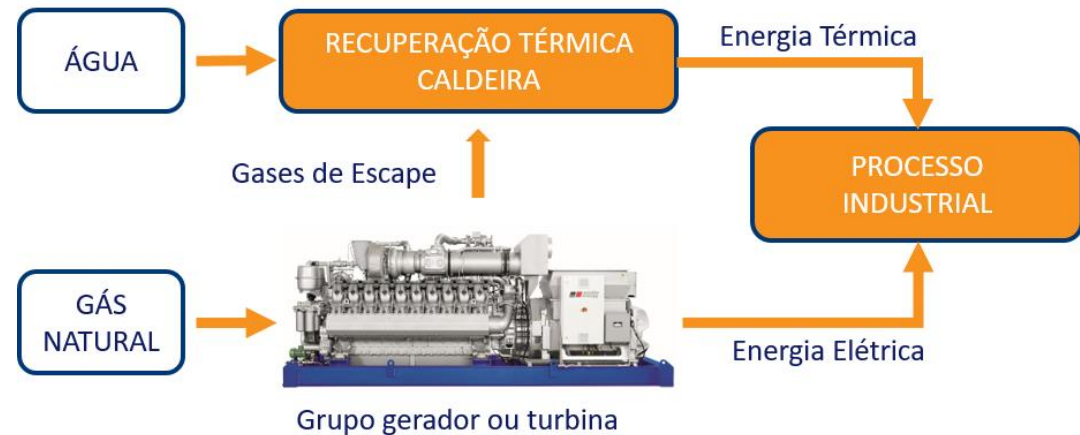 ÁGUA
RECUPERAÇÃO TÉRMICA
CALDEIRA
Energia Térmica
Gases de Escape
PROCESSO
INDUSTRIAL
GÁS
NATURAL
Energia Elétrica
Grupo gerador ou turbina